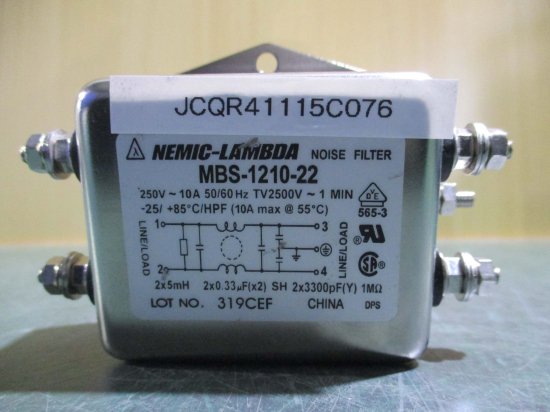 JCQR41115C076
NEMIC-LAMBDA NOISE FILTER
MBS-1210-22
250V ~ 10A 50/60 Hz TV2500V ~ 1 MIN
-25/ +85°C/HPF (10A max @ 55°C)
565-3
1 3
LINE/LOAD LINE/LOAD
2 4
2x5mH 2x0.33μF(x2) SH 2x3300pF(Y) 1MΩ
LOT NO. 319CEF CHINA DPS